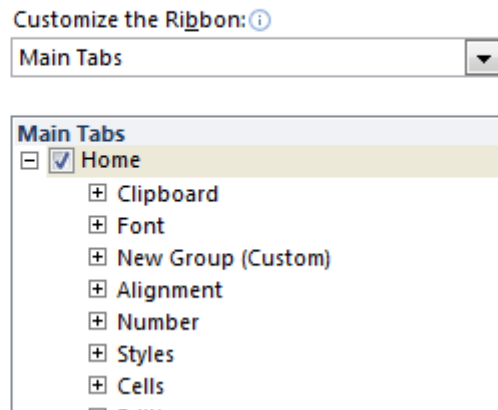 Customize the Ribbon:
Main Tabs
Main Tabs
Home
Clipboard
Font
New Group (Custom)
Alignment
Number
Styles
Cells